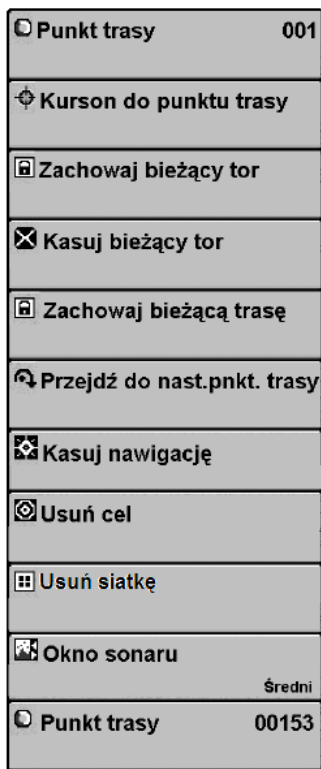 Punkt trasy 001
Kurson do punktu trasy
Zachowaj bieżący tor
Kasuj bieżący tor
Zachowaj bieżącą trasę
Przejdź do nast.pnkt. trasy
Kasuj nawigację
Usuń cel
Usuń siatkę
Okno sonaru
Średni
Punkt trasy 00153